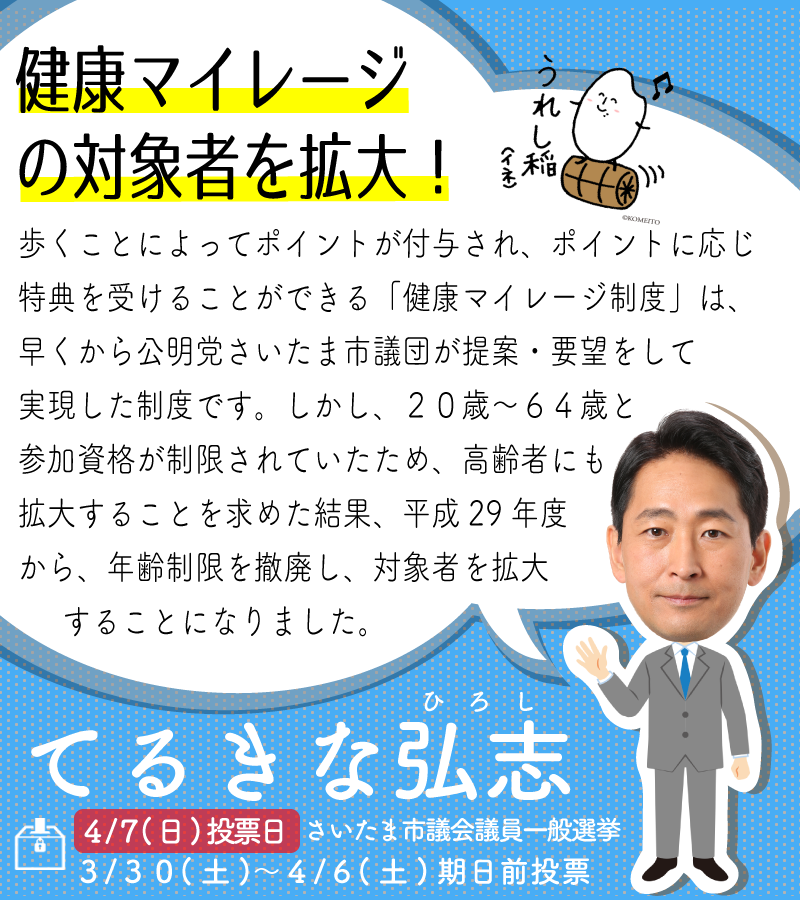 健康マイレージ
の対象者を拡大！
うれし稲
（イネ）
©KOMEITO
歩くことによってポイントが付与され、ポイントに応じ
特典を受けることができる「健康マイレージ制度」は、
早くから公明党さいたま市議団が提案・要望をして
実現した制度です。しかし、２０歳〜６４歳と
参加資格が制限されていたため、高齢者にも
拡大することを求めた結果、平成29年度
から、年齢制限を撤廃し、対象者を拡大
することになりました。
ひろし
てるきな弘志
4/7(日)投票日 さいたま市議会議員一般選挙
３/３０(土)〜４/６(土)期日前投票